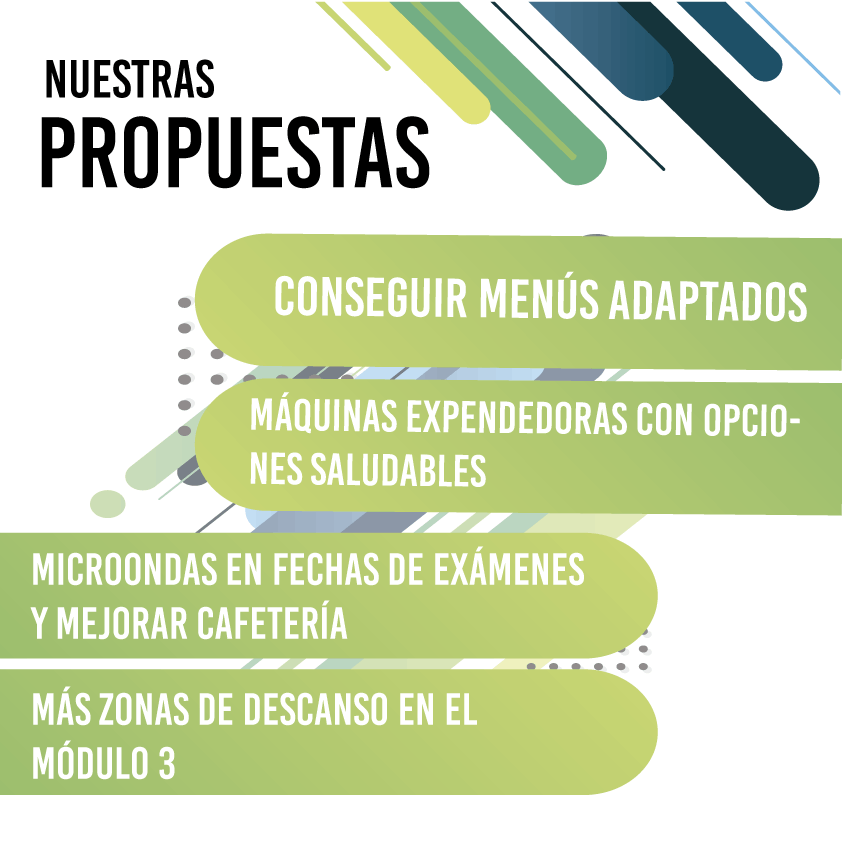 NUESTRAS
PROPUESTAS
CONSEGUIR MENÚS ADAPTADOS
MÁQUINAS EXPENDEDORAS CON OPCIO-
NES SALUDABLES
MICROONDAS EN FECHAS DE EXÁMENES
Y MEJORAR CAFETERÍA
MÁS ZONAS DE DESCANSO EN EL
MÓDULO 3